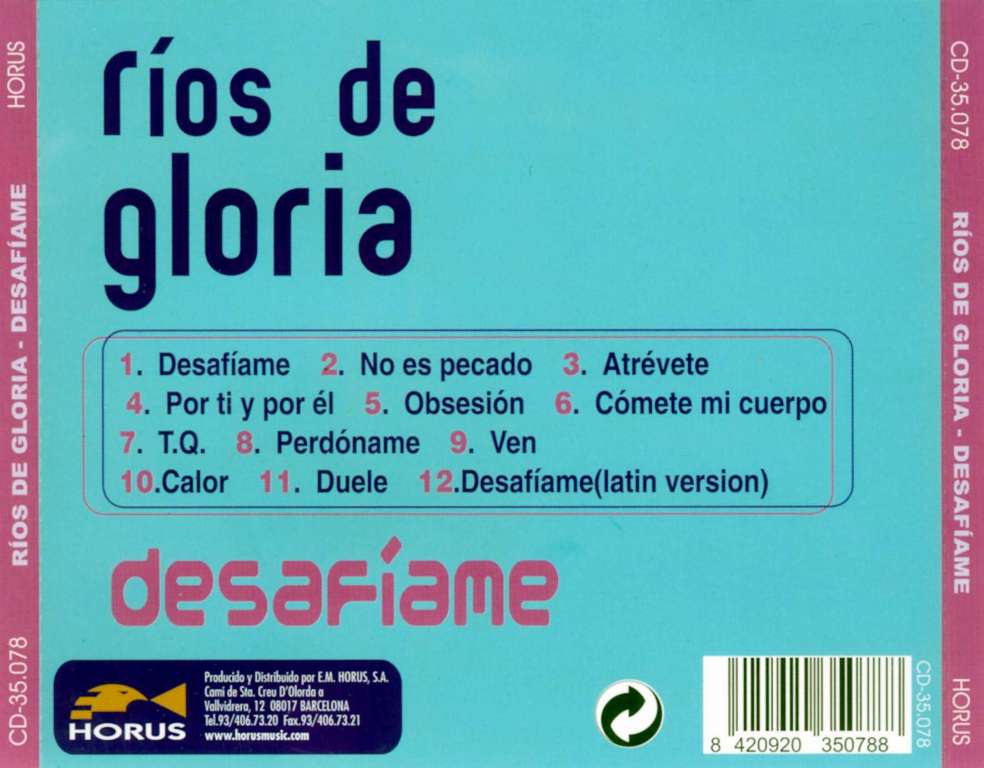 ríos de
gloria
1. Desafíame 2. No es pecado 3. Atrévete
4. Por ti y por él 5. Obsesión 6. Cómete mi cuerpo
7. T.Q. 8. Perdóname 9. Ven
10.Calor 11. Duele 12.Desafíame(latin version)
desafíame
HORUS
Producido y Distribuido por E.M. HORUS, S.A.
Cami de Sta. Creu D'Olorda a
Vallvidrera, 12 08017 BARCELONA
Tel.93/406.73.20 Fax.93/406.73.21
www.horusmusic.com
8 420920 350788
CD-35.078
CD-35.078 RÍOS DE GLORIA - DESAFÍAME HORUS
CD-35.078 RÍOS DE GLORIA - DESAFÍAME HORUS